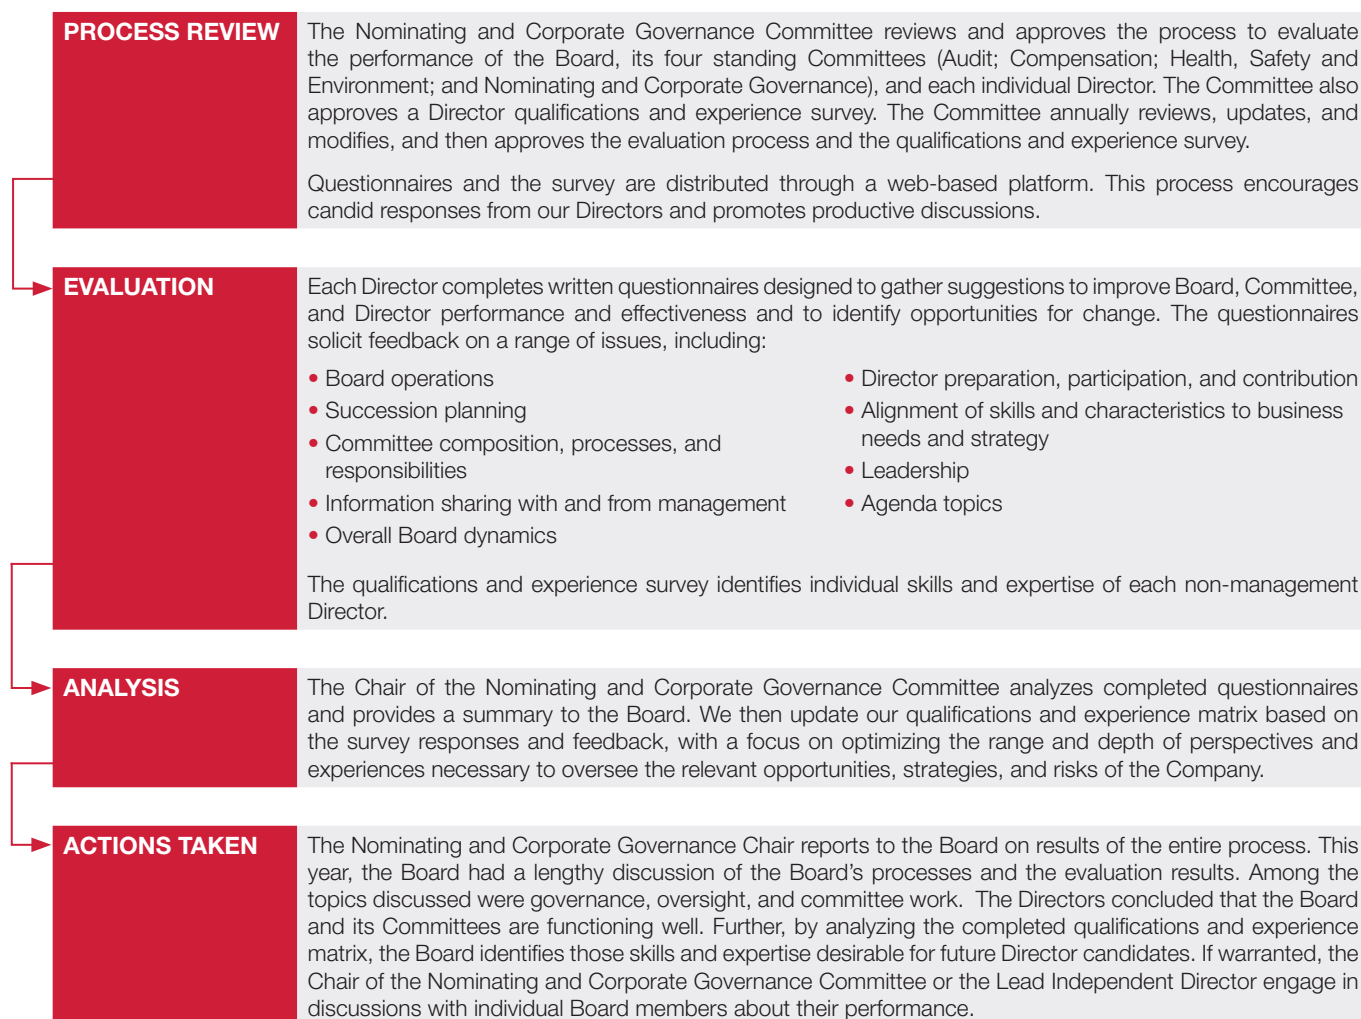 PROCESS REVIEW
The Nominating and Corporate Governance Committee reviews and approves the process to evaluate
the performance of the Board, its four standing Committees (Audit; Compensation; Health, Safety and
Environment; and Nominating and Corporate Governance), and each individual Director. The Committee also
approves a Director qualifications and experience survey. The Committee annually reviews, updates, and
modifies, and then approves the evaluation process and the qualifications and experience survey.
Questionnaires and the survey are distributed through a web-based platform. This process encourages
candid responses from our Directors and promotes productive discussions.
EVALUATION
Each Director completes written questionnaires designed to gather suggestions to improve Board, Committee,
and Director performance and effectiveness and to identify opportunities for change. The questionnaires
solicit feedback on a range of issues, including:
• Board operations
• Succession planning
• Committee composition, processes, and
responsibilities
• Information sharing with and from management
• Overall Board dynamics
• Director preparation, participation, and contribution
• Alignment of skills and characteristics to business
needs and strategy
• Leadership
• Agenda topics
The qualifications and experience survey identifies individual skills and expertise of each non-management
Director.
ANALYSIS
The Chair of the Nominating and Corporate Governance Committee analyzes completed questionnaires
and provides a summary to the Board. We then update our qualifications and experience matrix based on
the survey responses and feedback, with a focus on optimizing the range and depth of perspectives and
experiences necessary to oversee the relevant opportunities, strategies, and risks of the Company.
ACTIONS TAKEN
The Nominating and Corporate Governance Chair reports to the Board on results of the entire process. This
year, the Board had a lengthy discussion of the Board's processes and the evaluation results. Among the
topics discussed were governance, oversight, and committee work. The Directors concluded that the Board
and its Committees are functioning well. Further, by analyzing the completed qualifications and experience
matrix, the Board identifies those skills and expertise desirable for future Director candidates. If warranted, the
Chair of the Nominating and Corporate Governance Committee or the Lead Independent Director engage in
discussions with individual Board members about their performance.